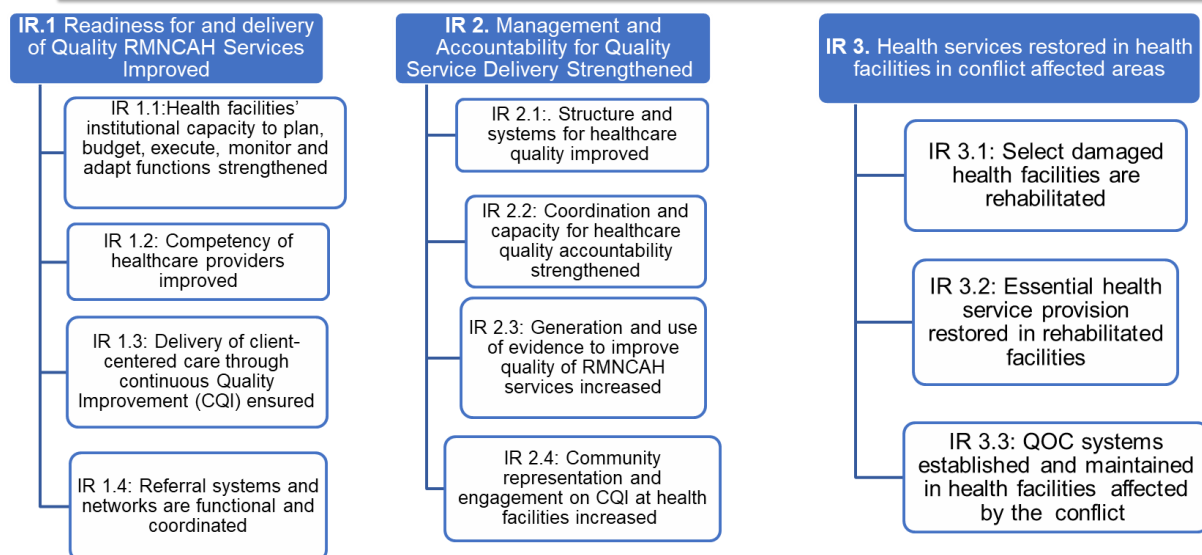 IR.1 Readiness for and delivery
of Quality RMNCAH Services
Improved
IR 1.1:Health facilities’
institutional capacity to plan,
budget, execute, monitor and
adapt functions strengthened
IR 1.2: Competency of
healthcare providers
improved
IR 1.3: Delivery of client-
centered care through
continuous Quality
Improvement (CQI) ensured
IR 1.4: Referral systems and
networks are functional and
coordinated
IR 2. Management and
Accountability for Quality
Service Delivery Strengthened
IR 2.1:. Structure and
systems for healthcare
quality improved
IR 2.2: Coordination and
capacity for healthcare
quality accountability
strengthened
IR 2.3: Generation and use
of evidence to improve
quality of RMNCAH
services increased
IR 2.4: Community
representation and
engagement on CQI at health
facilities increased
IR 3. Health services restored in health
facilities in conflict affected areas
IR 3.1: Select damaged
health facilities are
rehabilitated
IR 3.2: Essential health
service provision
restored in rehabilitated
facilities
IR 3.3: QOC systems
established and maintained
in health facilities affected
by the conflict